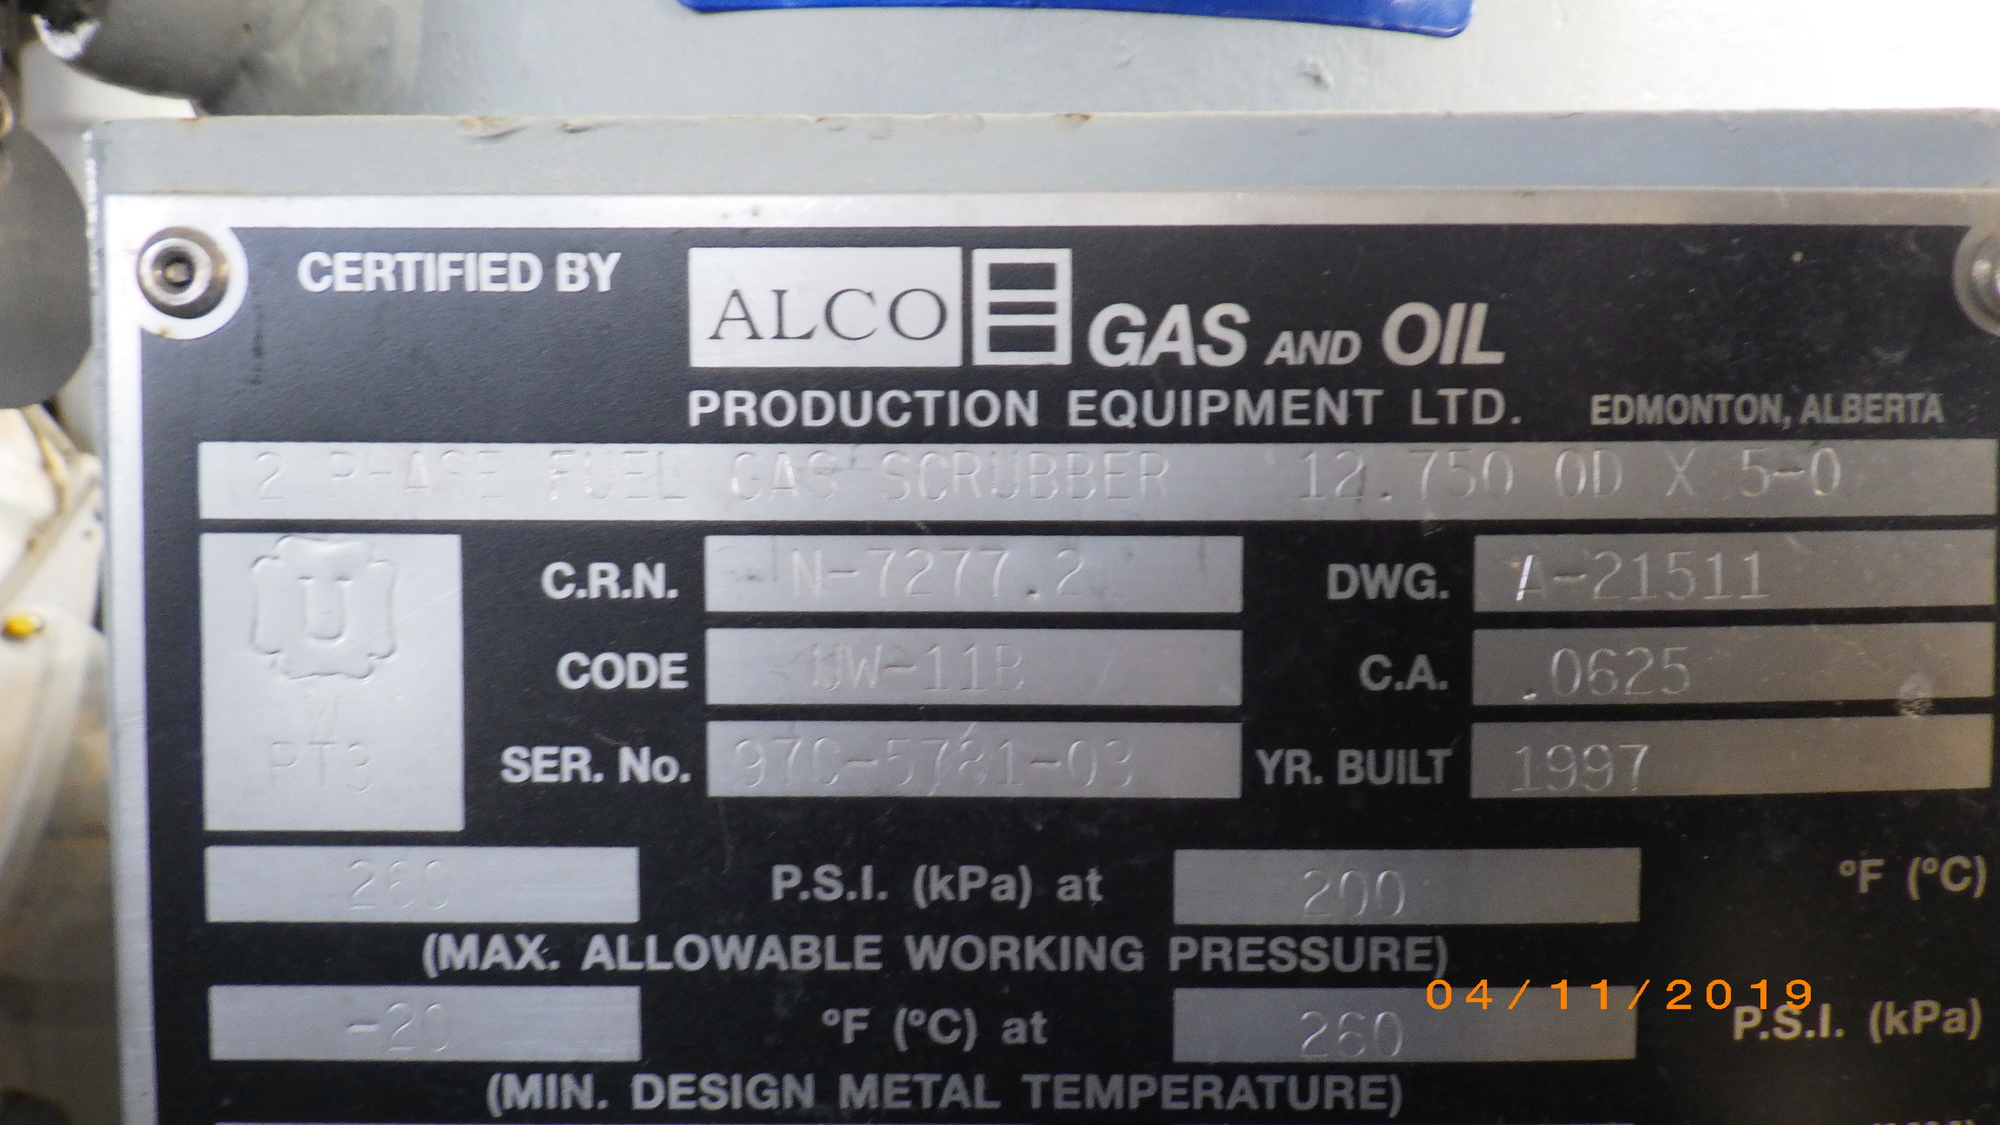 CERTIFIED BY ALCO GAS AND OIL
PRODUCTION EQUIPMENT LTD. EDMONTON, ALBERTA
2 PHASE FUEL GAS SCRUBBER 12.750 OD X 5-0
U
W
PT3
C.R.N. N-7277.2 DWG. A-21511
CODE UW-11B C.A. .0625
SER. No. 97C-5781-03 YR. BUILT 1997
260 P.S.I. (kPa) at 200 °F (°C)
(MAX. ALLOWABLE WORKING PRESSURE)
04/11/2019
-20 °F (°C) at 260 P.S.I. (kPa)
(MIN. DESIGN METAL TEMPERATURE)